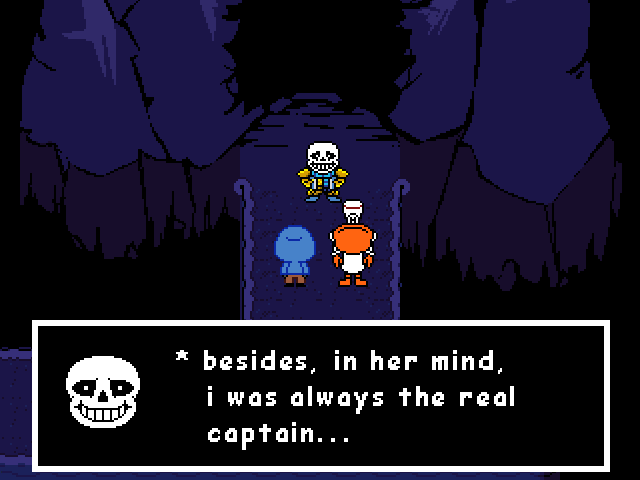 * besides, in her mind,
i was always the real
captain...